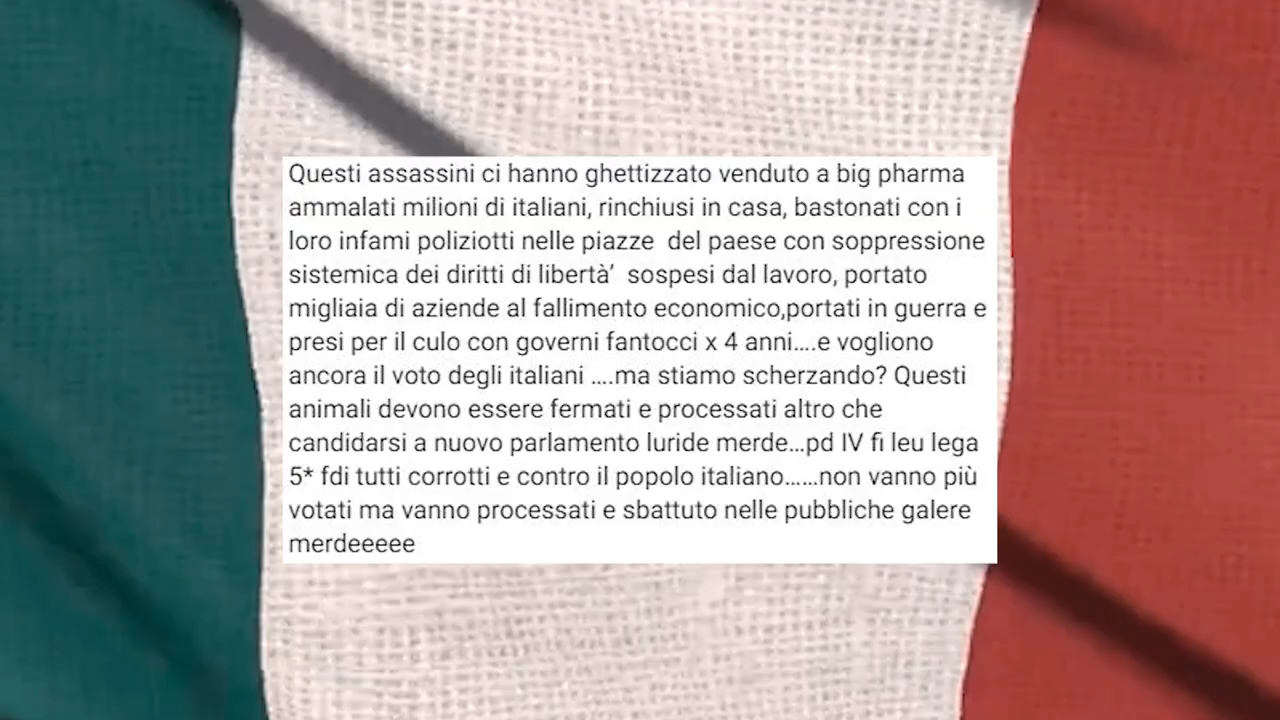 Questi assassini ci hanno ghettizzato venduto a big pharma
ammalati milioni di italiani, rinchiusi in casa, bastonati con i
loro infami poliziotti nelle piazze  del paese con soppressione
sistemica dei diritti di libertà’  sospesi dal lavoro, portato
migliaia di aziende al fallimento economico,portati in guerra e
presi per il culo con governi fantocci x 4 anni....e vogliono
ancora il voto degli italiani ....ma stiamo scherzando? Questi
animali devono essere fermati e processati altro che
candidarsi a nuovo parlamento luride merde...pd IV fi leu lega
5* fdi tutti corrotti e contro il popolo italiano......non vanno più
votati ma vanno processati e sbattuto nelle pubbliche galere
merdeeeee